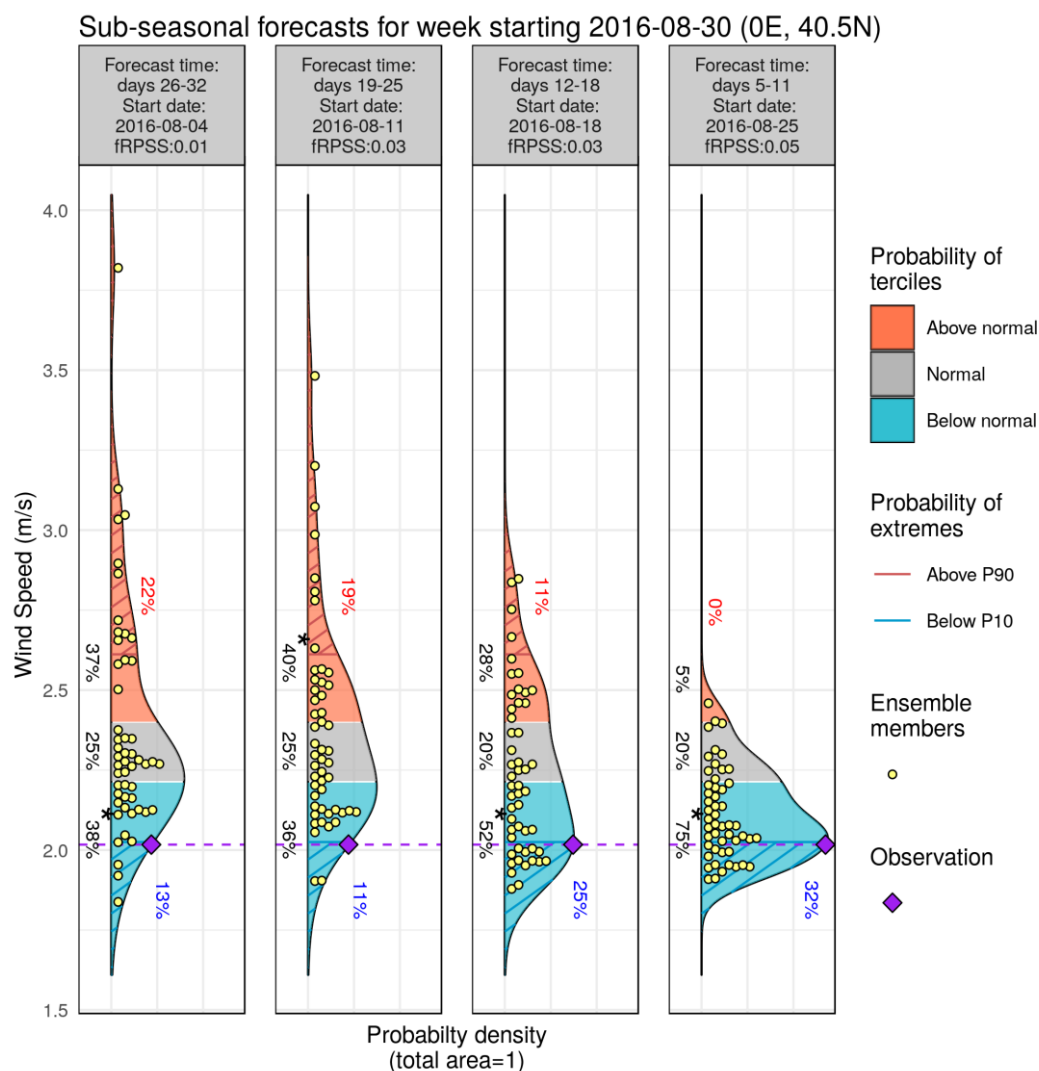 Sub-seasonal forecasts for week starting 2016-08-30 (0E, 40.5N)
Forecast time:
days 26-32
Start date:
2016-08-04
fRPSS:0.01
Forecast time:
days 19-25
Start date:
2016-08-11
fRPSS:0.03
Forecast time:
days 12-18
Start date:
2016-08-18
fRPSS:0.03
Forecast time:
days 5-11
Start date:
2016-08-25
fRPSS:0.05
Wind Speed (m/s)
4.0
3.5
3.0
2.5
2.0
1.5
22%
37%
25%
*
38%
13%
19%
*
40%
25%
36%
11%
11%
28%
20%
*
52%
25%
0%
5%
20%
*
75%
32%
Probabilty density
(total area=1)
Probability of
terciles
Above normal
Normal
Below normal
Probability of
extremes
Above P90
Below P10
Ensemble
members
Observation